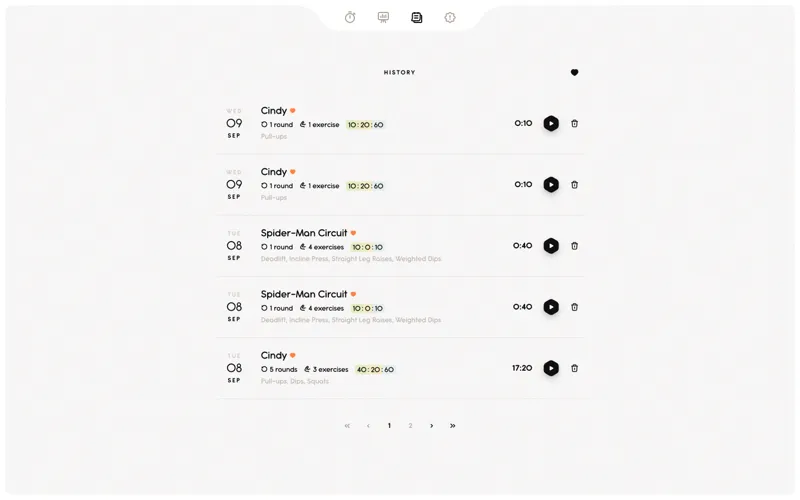 HISTORY
WED
09
SEP
Cindy
1 round 1 exercise 10:20:60
Pull-ups
0:10
WED
09
SEP
Cindy
1 round 1 exercise 10:20:60
Pull-ups
0:10
TUE
08
SEP
Spider-Man Circuit
1 round 4 exercises 10:0:10
Deadlift, Incline Press, Straight Leg Raises, Weighted Dips
0:40
TUE
08
SEP
Spider-Man Circuit
1 round 4 exercises 10:0:10
Deadlift, Incline Press, Straight Leg Raises, Weighted Dips
0:40
TUE
08
SEP
Cindy
5 rounds 3 exercises 40:20:60
Pull-ups, Dips, Squats
17:20
« ‹ 1 2 › »